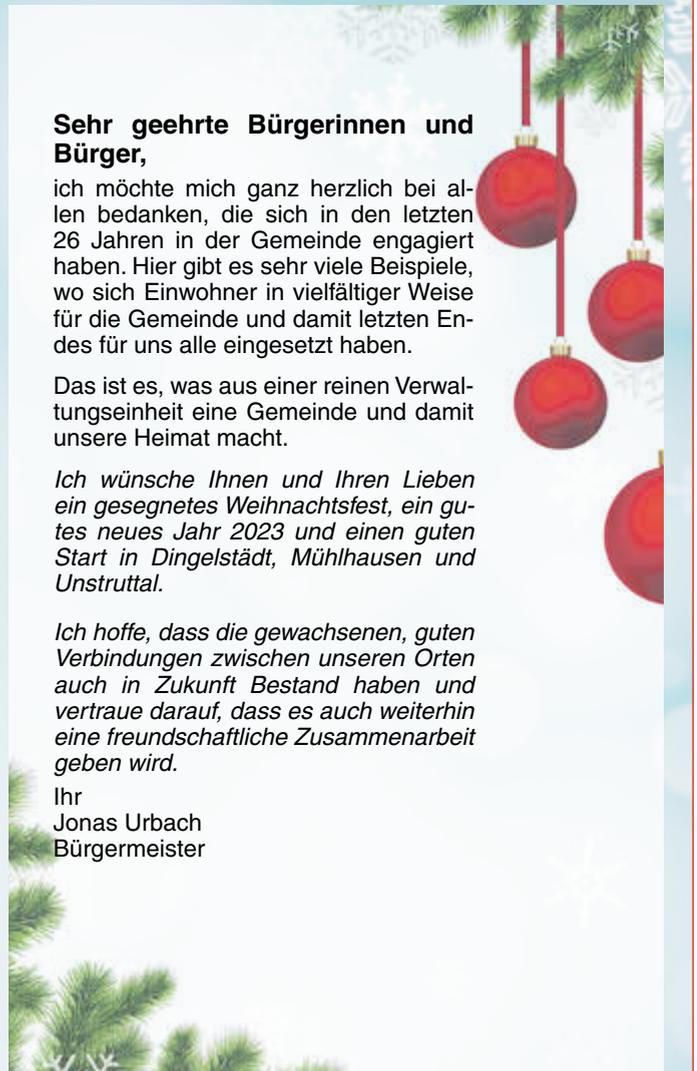 Sehr geehrte Bürgerinnen und
Bürger,
ich möchte mich ganz herzlich bei al-
len bedanken, die sich in den letzten
26 Jahren in der Gemeinde engagiert
haben. Hier gibt es sehr viele Beispiele,
wo sich Einwohner in vielfältiger Weise
für die Gemeinde und damit letzten En-
des für uns alle eingesetzt haben.
Das ist es, was aus einer reinen Verwal-
tungseinheit eine Gemeinde und damit
unsere Heimat macht.
Ich wünsche Ihnen und Ihren Lieben
ein gesegnetes Weihnachtsfest, ein gu-
tes neues Jahr 2023 und einen guten
Start in Dingelstädt, Mühlhausen und
Unstruttal.
Ich hoffe, dass die gewachsenen, guten
Verbindungen zwischen unseren Orten
auch in Zukunft Bestand haben und
vertraue darauf, dass es auch weiterhin
eine freundschaftliche Zusammenarbeit
geben wird.
Ihr
Jonas Urbach
Bürgermeister